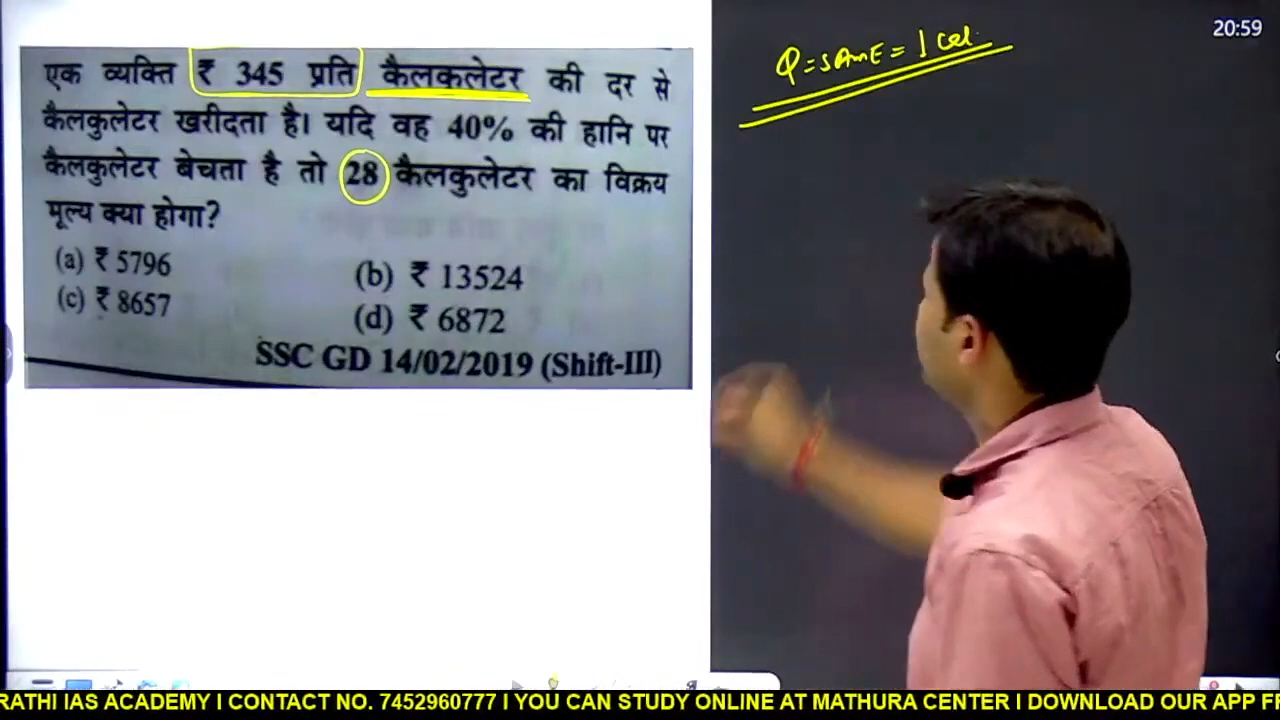 एक व्यक्ति ₹ 345 प्रति कैलकुलेटर की दर से
कैलकुलेटर खरीदता है। यदि वह 40% की हानि पर
कैलकुलेटर बेचता है तो 28 कैलकुलेटर का विक्रय
मूल्य क्या होगा?
(a) ₹ 5796
(b) ₹ 13524
(c) ₹ 8657
(d) ₹ 6872
SSC GD 14/02/2019 (Shift-III)
Q = SAmE = 1 Cal.
20:59
RATHI IAS ACADEMY I CONTACT NO. 7452960777 I YOU CAN STUDY ONLINE AT MATHURA CENTER I DOWNLOAD OUR APP F